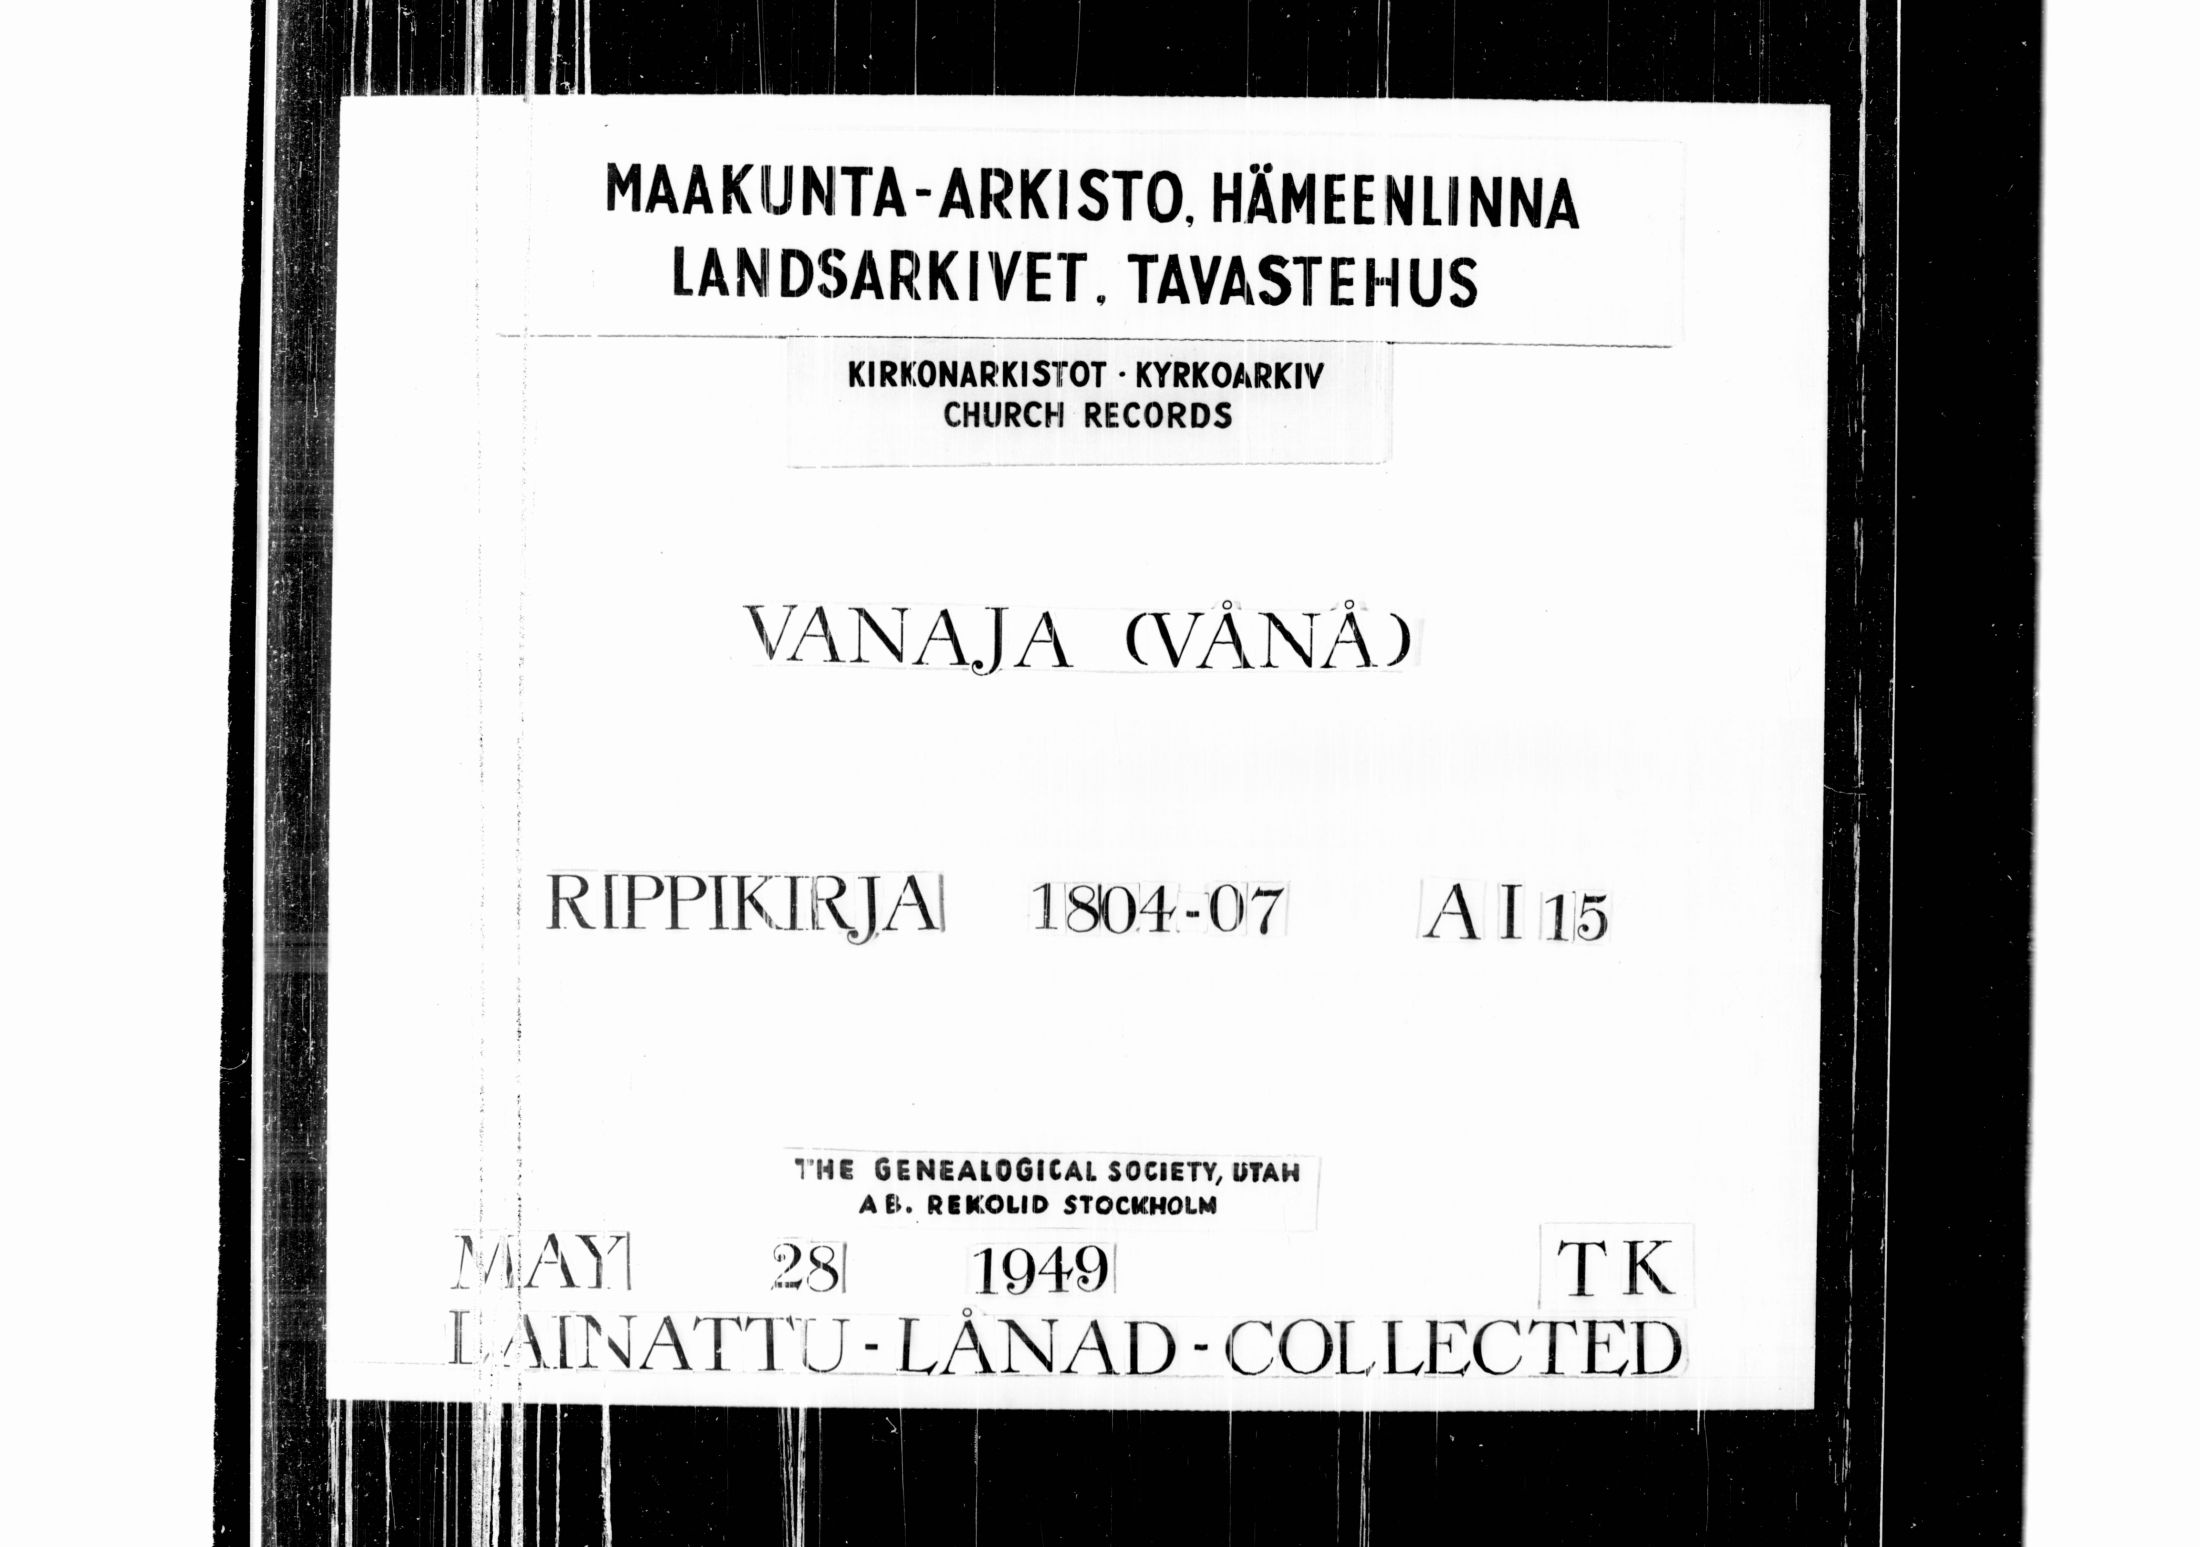 MAAKUNTA-ARKISTO, HÄMEENLINNA
LANDSARKIVET, TAVASTEHUS
KIRKONARKISTOT · KYRKOARKIV
CHURCH RECORDS
VANAJA (VÅNÅ)
RIPPIKIRJA 1804-07 A I 15
THE GENEALOGICAL SOCIETY, UTAH
AB. REKOLID STOCKHOLM
MAY 28 1949 TK
LAINATTU-LÅNAD-COLLECTED